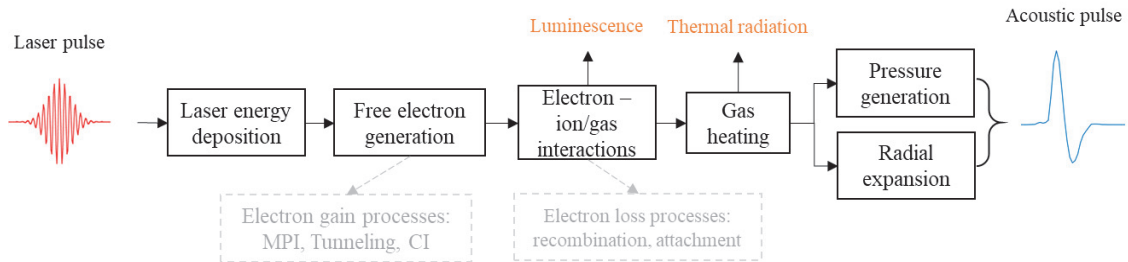 Laser pulse
Laser energy
deposition
Free electron
generation
Electron gain processes:
MPI, Tunneling, CI
Luminescence
Electron –
ion/gas
interactions
Electron loss processes:
recombination, attachment
Thermal radiation
Gas
heating
Pressure
generation
Radial
expansion
Acoustic pulse